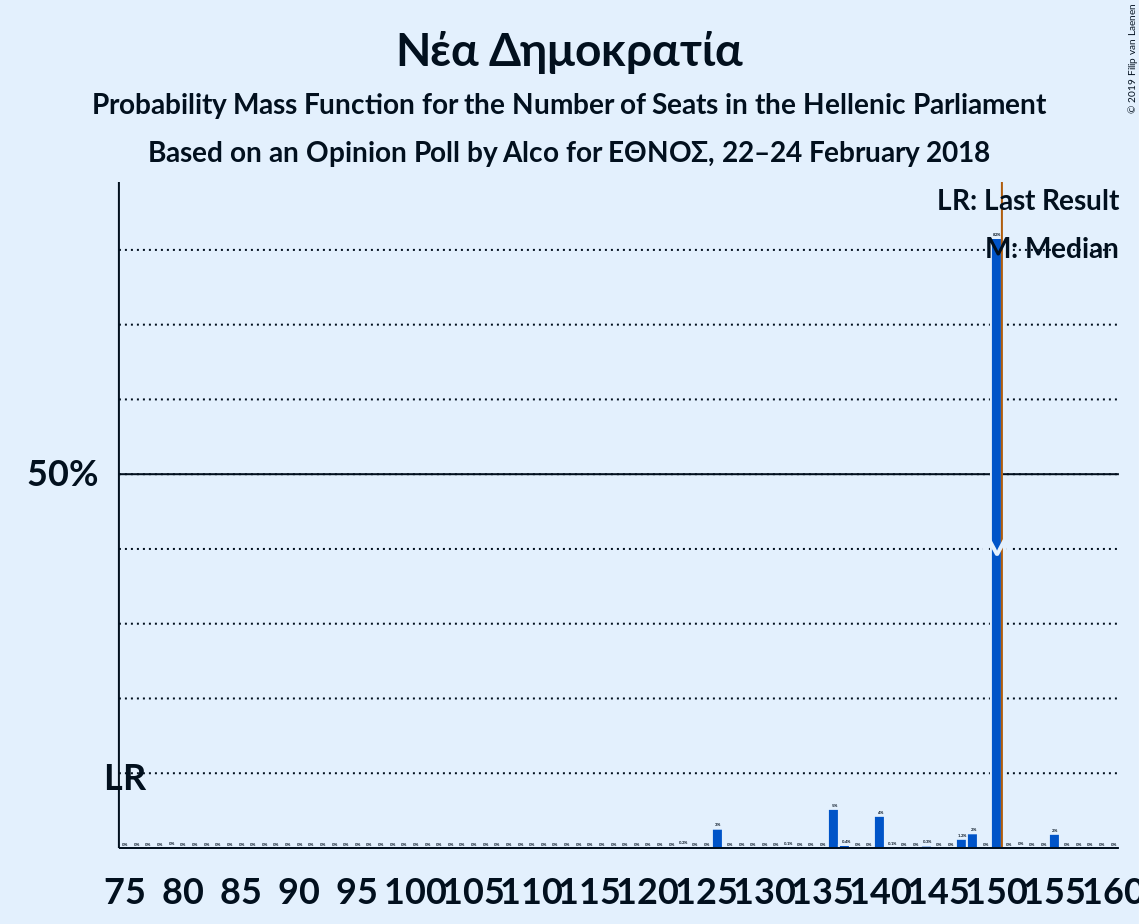 Νέα Δημοκρατία
Probability Mass Function for the Number of Seats in the Hellenic Parliament
Based on an Opinion Poll by Alco for ΕΘΝΟΣ, 22–24 February 2018
© 2019 Filip van Laenen
LR: Last Result
M: Median
50%
LR
M
75 80 85 90 95 100 105 110 115 120 125 130 135 140 145 150 155 160